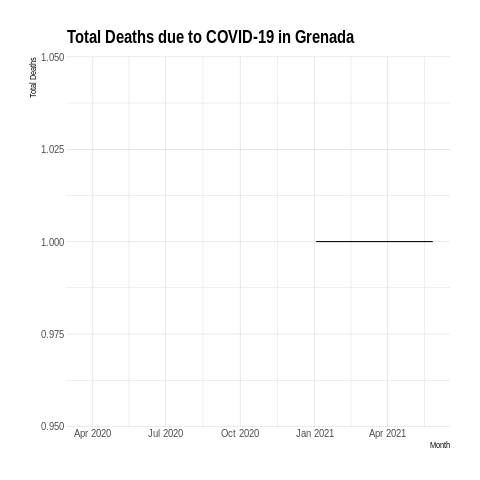 Total Deaths due to COVID-19 in Grenada
Total Deaths
1.050
1.025
1.000
0.975
0.950
Apr 2020 Jul 2020 Oct 2020 Jan 2021 Apr 2021
Month